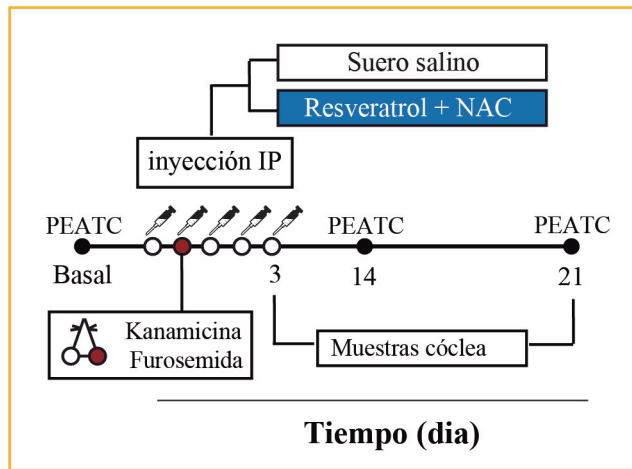 Suero salino
Resveratrol + NAC
inyección IP
PEATC
PEATC
PEATC
Basal
3
14
21
Kanamicina
Furosemida
Muestras cóclea
Tiempo (dia)